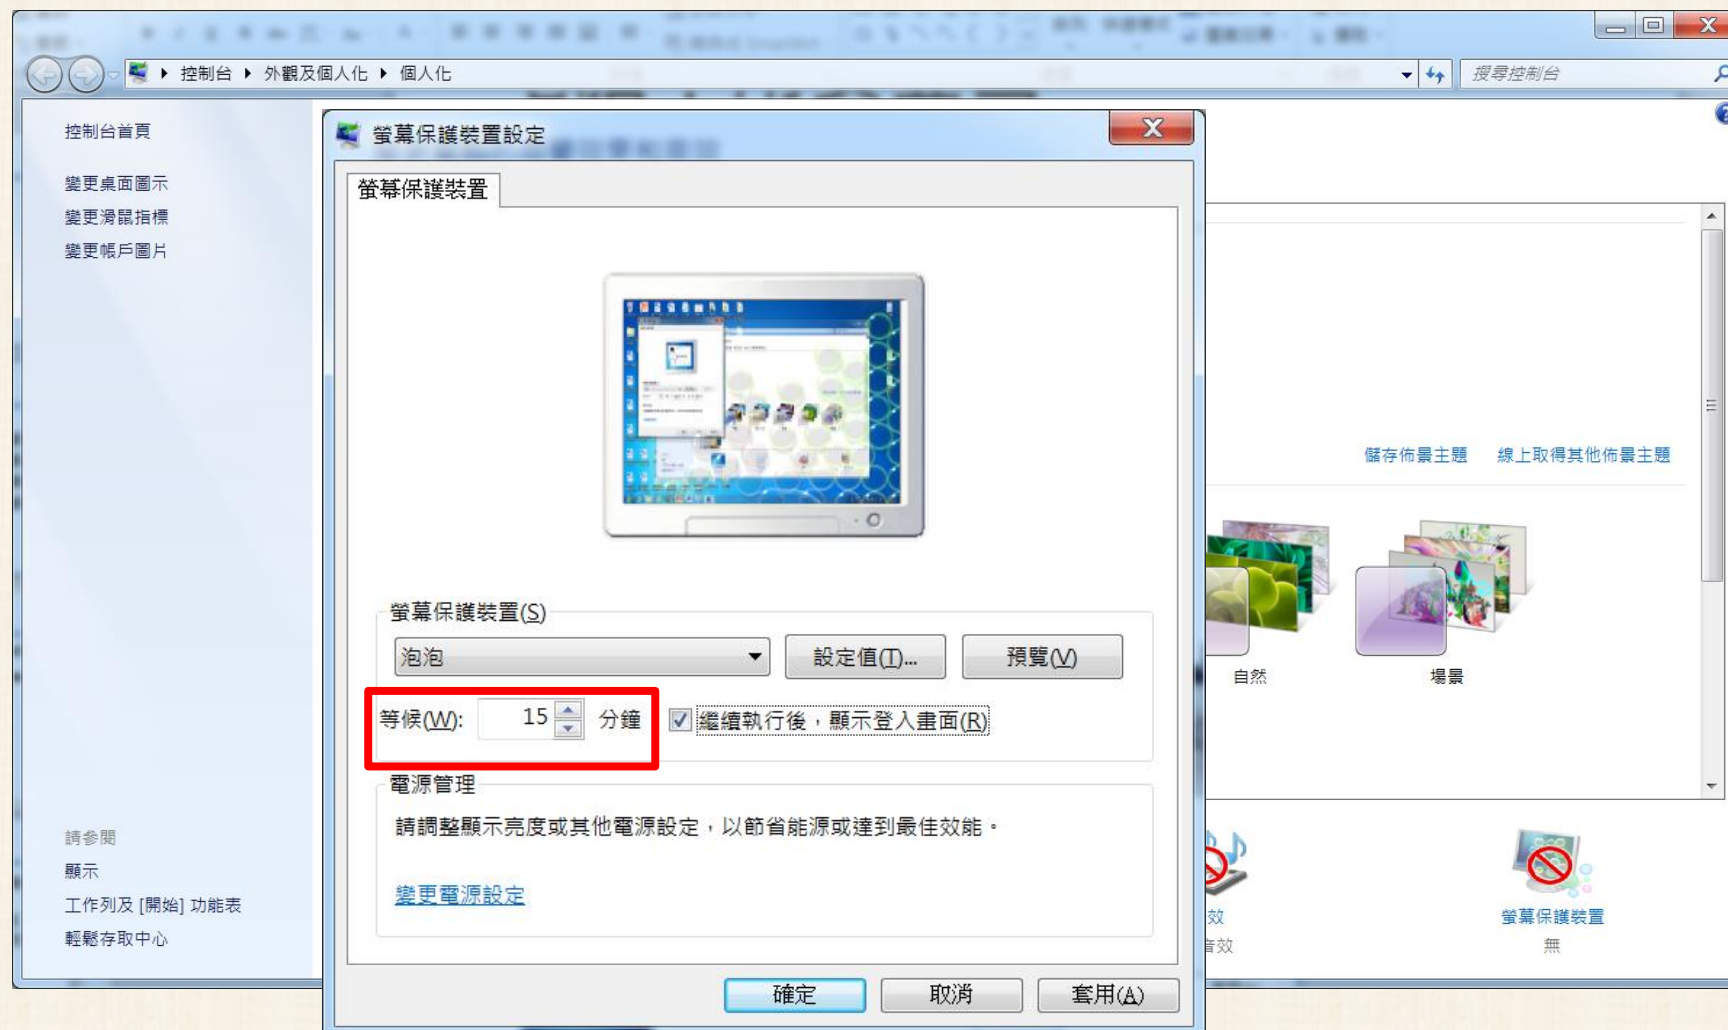 控制台 外觀及個人化 個人化
搜尋控制台
控制台首頁
變更桌面圖示
變更滑鼠指標
變更帳戶圖片
請參閱
顯示
工作列及 [開始] 功能表
輕鬆存取中心
螢幕保護裝置設定
螢幕保護裝置
螢幕保護裝置(S)
泡泡
設定值(T)...
預覽(V)
等候(W): 15 分鐘
繼續執行後,顯示登入畫面(R)
電源管理
請調整顯示亮度或其他電源設定,以節省能源或達到最佳效能。
變更電源設定
確定
取消
套用(A)
儲存佈景主題 線上取得其他佈景主題
自然
場景
效
音效
螢幕保護裝置
無